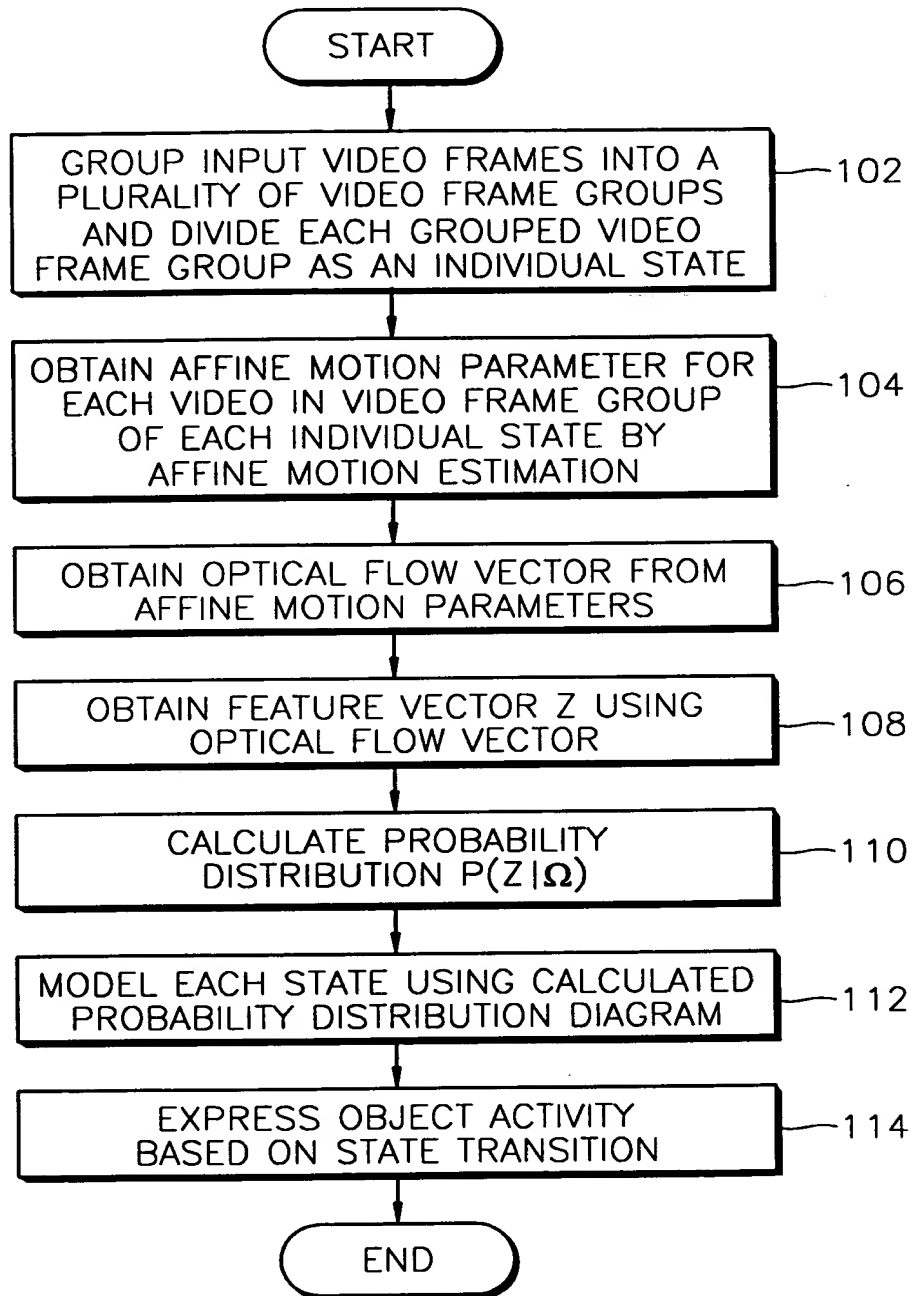 START
GROUP INPUT VIDEO FRAMES INTO A
PLURALITY OF VIDEO FRAME GROUPS
AND DIVIDE EACH GROUPED VIDEO
FRAME GROUP AS AN INDIVIDUAL STATE
102
OBTAIN AFFINE MOTION PARAMETER FOR
EACH VIDEO IN VIDEO FRAME GROUP
OF EACH INDIVIDUAL STATE BY
AFFINE MOTION ESTIMATION
104
OBTAIN OPTICAL FLOW VECTOR FROM
AFFINE MOTION PARAMETERS
106
OBTAIN FEATURE VECTOR Z USING
OPTICAL FLOW VECTOR
108
CALCULATE PROBABILITY
DISTRIBUTION P(Z|Ω)
110
MODEL EACH STATE USING CALCULATED
PROBABILITY DISTRIBUTION DIAGRAM
112
EXPRESS OBJECT ACTIVITY
BASED ON STATE TRANSITION
114
END